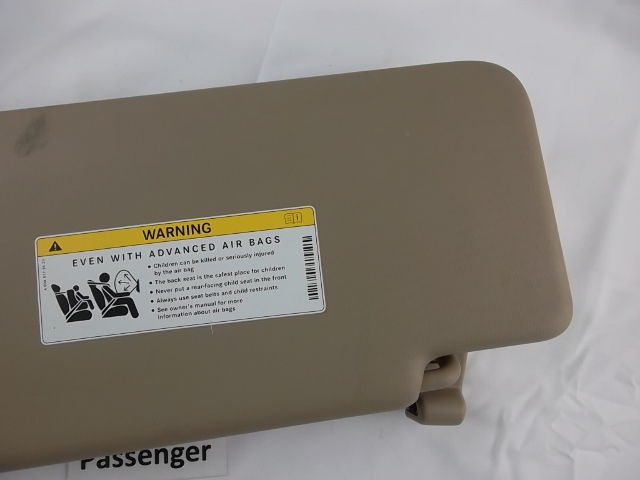 WARNING
EVEN WITH ADVANCED AIR BAGS
• Children can be killed or seriously injured
by the air bag
• The back seat is the safest place for children
• Never put a rear-facing child seat in the front
• Always use seat belts and child restraints
• See owner's manual for more
information about air bags
Passenger